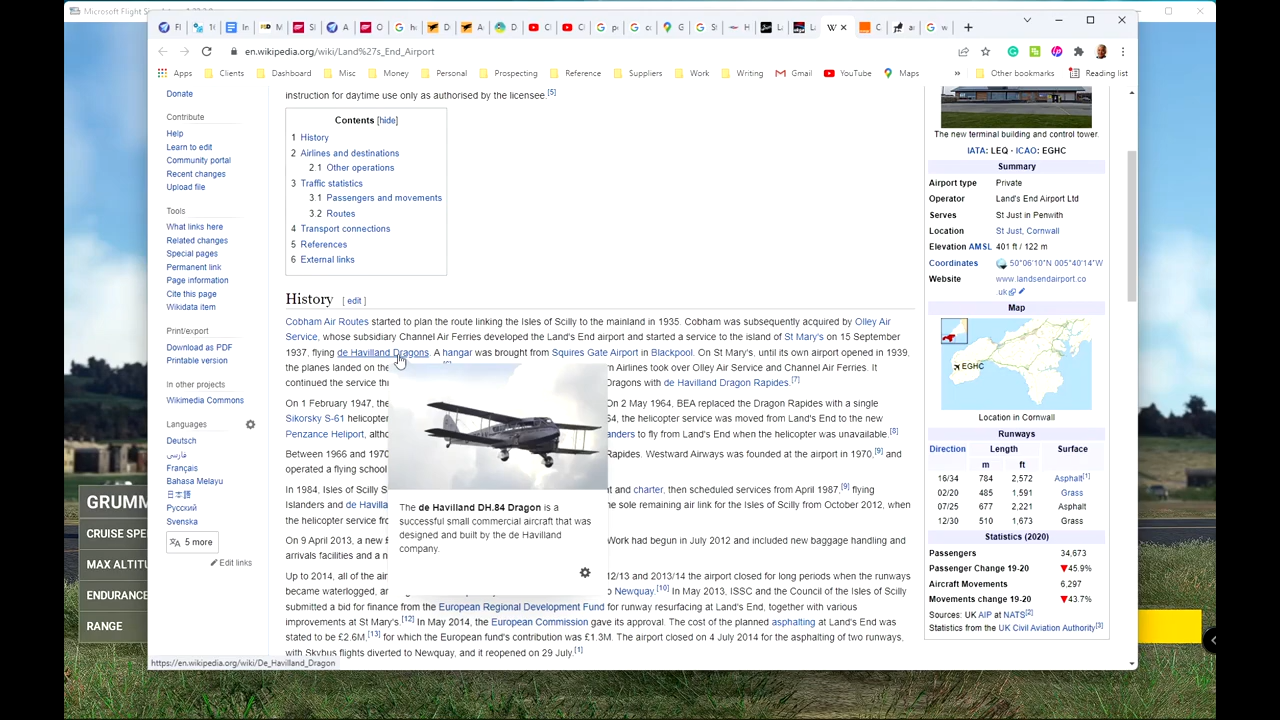 en.wikipedia.org/wiki/Land%27s_End_Airport
Apps Clients Dashboard Misc Money Personal Prospecting Reference Suppliers Work Writing Gmail YouTube Maps » Other bookmarks Reading list
Donate
Contribute
Help
Learn to edit
Community portal
Recent changes
Upload file
Tools
What links here
Related changes
Special pages
Permanent link
Page information
Cite this page
Wikidata item
Print/export
Download as PDF
Printable version
In other projects
Wikimedia Commons
Languages
Deutsch
فارسی
Français
Bahasa Melayu
日本語
Русский
Svenska
5 more
Edit links
instruction for daytime use only as authorised by the licensee.[5]
Contents [hide]
1 History
2 Airlines and destinations
2.1 Other operations
3 Traffic statistics
3.1 Passengers and movements
3.2 Routes
4 Transport connections
5 References
6 External links
History [ edit ]
Cobham Air Routes started to plan the route linking the Isles of Scilly to the mainland in 1935. Cobham was subsequently acquired by Olley Air
Service, whose subsidiary Channel Air Ferries developed the Land's End airport and started a service to the island of St Mary's on 15 September
1937, flying de Havilland Dragons. A hangar was brought from Squires Gate Airport in Blackpool. On St Mary's, until its own airport opened in 1939,
the planes landed on the Airlines took over Olley Air Service and Channel Air Ferries. It
continued the service Dragons with de Havilland Dragon Rapides.[7]
On 1 February 1947, the On 2 May 1964, BEA replaced the Dragon Rapides with a single
Sikorsky S-61 helicopter 64, the helicopter service was moved from Land's End to the new
Penzance Heliport, to fly from Land's End when the helicopter was unavailable.[8]
Between 1966 and 1970 Rapides. Westward Airways was founded at the airport in 1970,[9] and
operated a flying school
In 1984, Isles of Scilly S and charter, then scheduled services from April 1987,[9] flying
Islanders and de Havilla sole remaining air link for the Isles of Scilly from October 2012, when
the helicopter service
On 9 April 2013, a new Work had begun in July 2012 and included new baggage handling and
arrivals facilities and a
Up to 2014, all of the 12/13 and 2013/14 the airport closed for long periods when the runways
became waterlogged, Newquay.[10] In May 2013, ISSC and the Council of the Isles of Scilly
submitted a bid for finance from the European Regional Development Fund for runway resurfacing at Land's End, together with various
improvements at St Mary's.[12] In May 2014, the European Commission gave its approval. The cost of the planned asphalting at Land's End was
stated to be £2.6M,[13] for which the European fund's contribution was £1.3M. The airport closed on 4 July 2014 for the asphalting of two runways,
with Skybus flights diverted to Newquay, and it reopened on 29 July.[1]
The de Havilland DH.84 Dragon is a
successful small commercial aircraft that was
designed and built by the de Havilland
company.
The new terminal building and control tower.
IATA: LEQ · ICAO: EGHC
Summary
Airport type Private
Operator Land's End Airport Ltd
Serves St Just in Penwith
Location St Just, Cornwall
Elevation AMSL 401 ft / 122 m
Coordinates 50°06′10″N 005°40′14″W
Website www.landsendairport.co
.uk
Map
EGHC
Location in Cornwall
Runways
Direction Length Surface
m ft
16/34 784 2,572 Asphalt[1]
02/20 485 1,591 Grass
07/25 677 2,221 Asphalt
12/30 510 1,673 Grass
Statistics (2020)
Passengers 34,673
Passenger Change 19-20 ▼45.9%
Aircraft Movements 6,297
Movements change 19-20 ▼43.7%
Sources: UK AIP at NATS[2]
Statistics from the UK Civil Aviation Authority[3]
GRUMM
CRUISE SPE
MAX ALTIT
ENDURANCE
RANGE
https://en.wikipedia.org/wiki/De_Havilland_Dragon